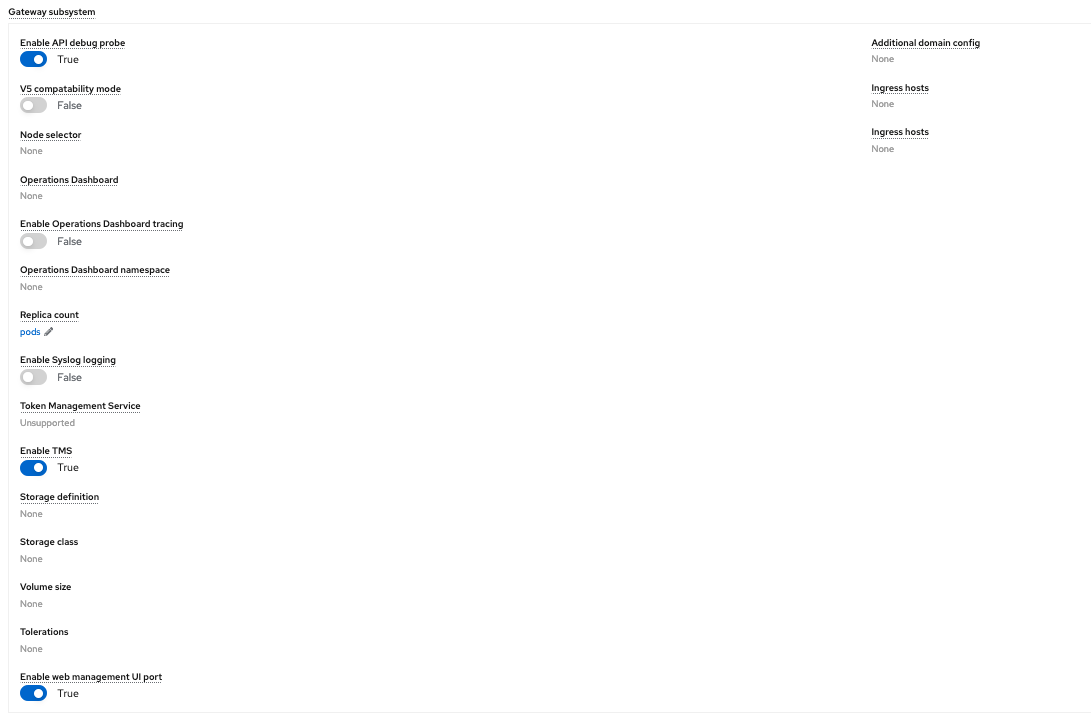 Gateway subsystem
Enable API debug probe
True
V5 compatability mode
False
Node selector
None
Operations Dashboard
None
Enable Operations Dashboard tracing
False
Operations Dashboard namespace
None
Replica count
pods
Enable Syslog logging
False
Token Management Service
Unsupported
Enable TMS
True
Storage definition
None
Storage class
None
Volume size
None
Tolerations
None
Enable web management UI port
True
Additional domain config
None
Ingress hosts
None
Ingress hosts
None